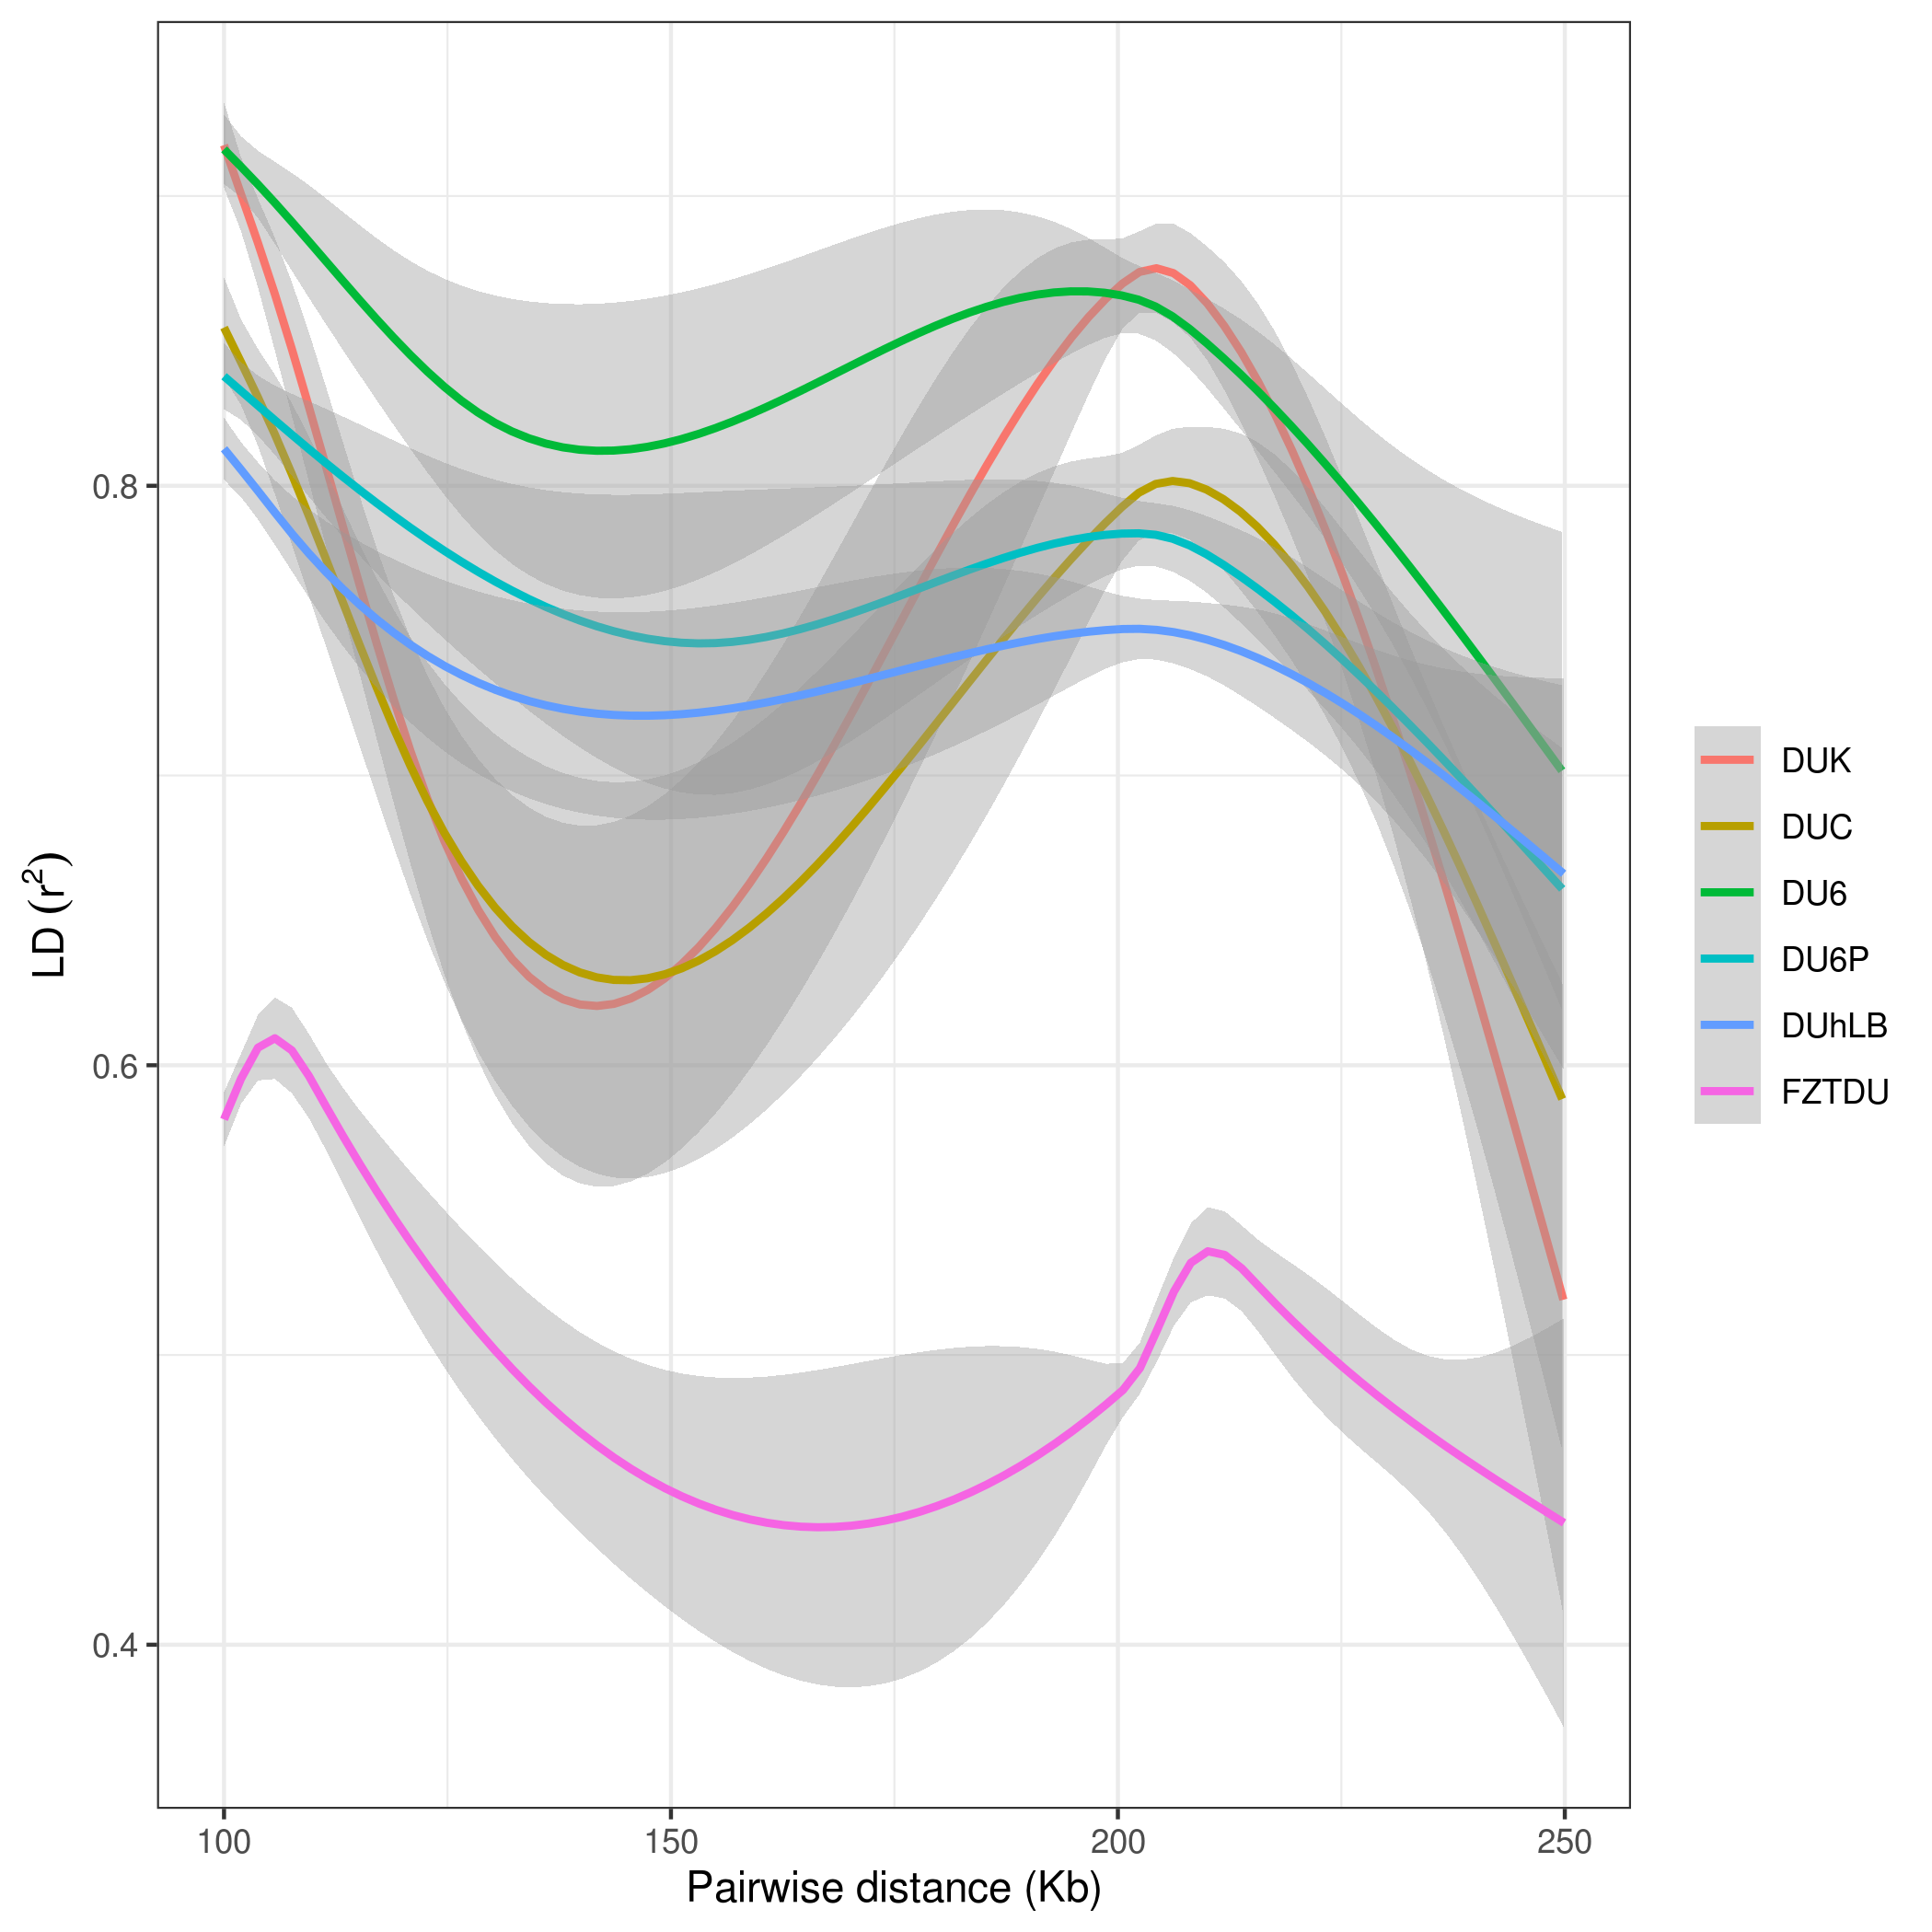 LD (r²)
0.8
0.6
0.4
100 150 200 250
Pairwise distance (Kb)
DUK
DUC
DU6
DU6P
DUhLB
FZTDU